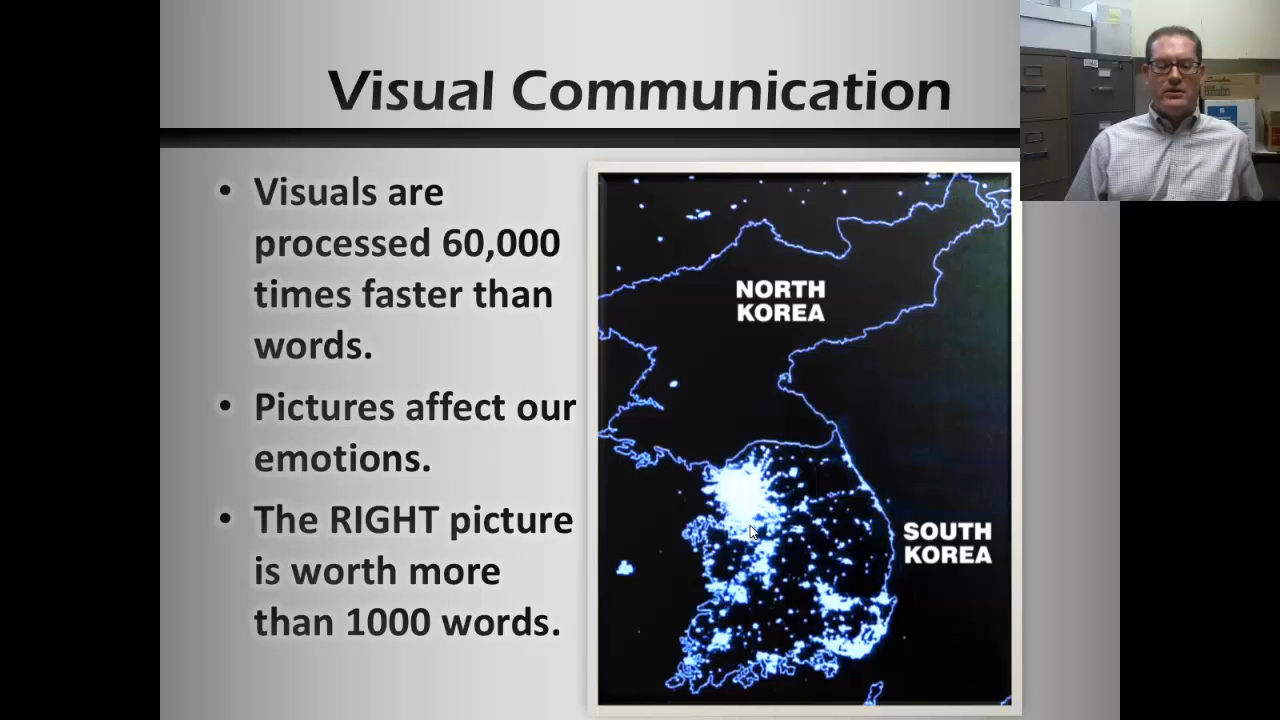 Visual Communication
• Visuals are
processed 60,000
times faster than
words.
• Pictures affect our
emotions.
• The RIGHT picture
is worth more
than 1000 words.
NORTH
KOREA
SOUTH
KOREA